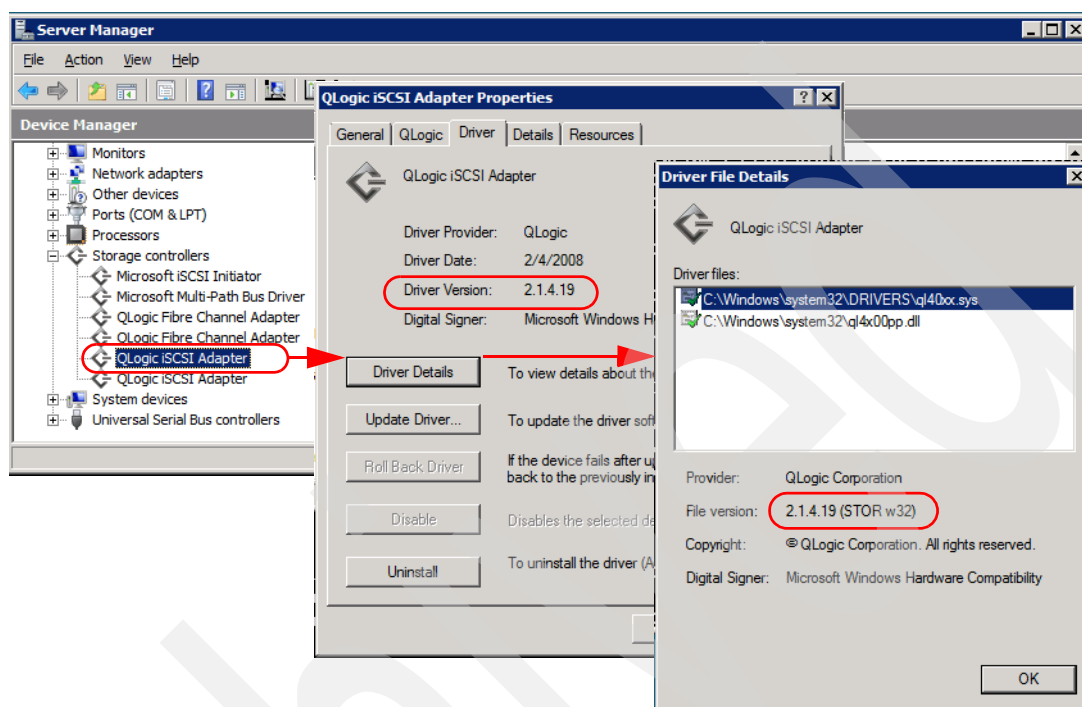 Server Manager
File Action View Help
Device Manager
Monitors
Network adapters
Other devices
Ports (COM & LPT)
Processors
Storage controllers
Microsoft iSCSI Initiator
Microsoft Multi-Path Bus Driver
QLogic Fibre Channel Adapter
QLogic Fibre Channel Adapter
QLogic iSCSI Adapter
QLogic iSCSI Adapter
System devices
Universal Serial Bus controllers
QLogic iSCSI Adapter Properties
General QLogic Driver Details Resources
QLogic iSCSI Adapter
Driver Provider: QLogic
Driver Date: 2/4/2008
Driver Version: 2.1.4.19
Digital Signer: Microsoft Windows H
Driver Details To view details about the
Update Driver... To update the driver soft
Roll Back Driver If the device fails after up
back to the previously in
Disable Disables the selected de
Uninstall To uninstall the driver (A
Driver File Details
QLogic iSCSI Adapter
Driver files:
C:\Windows\system32\DRIVERS\ql40xx.sys
C:\Windows\system32\ql4x00pp.dll
Provider: QLogic Corporation
File version: 2.1.4.19 (STOR w32)
Copyright: © QLogic Corporation. All rights reserved.
Digital Signer: Microsoft Windows Hardware Compatibility
OK